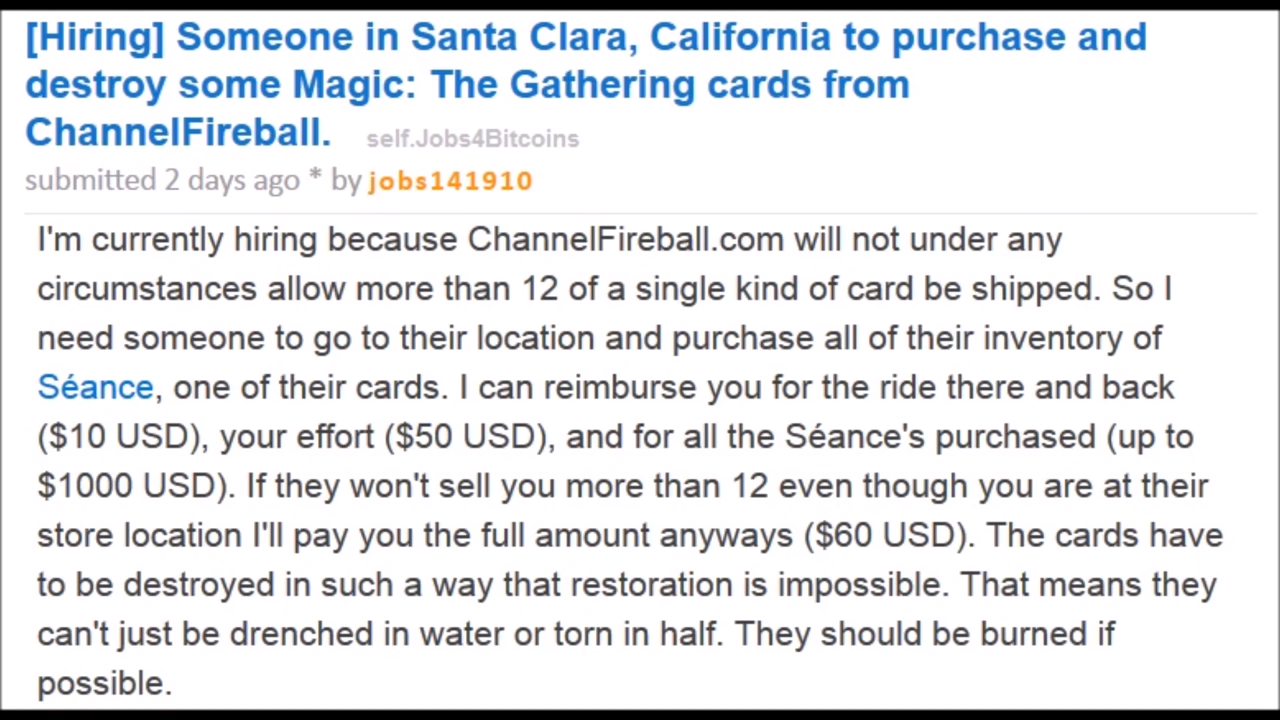 [Hiring] Someone in Santa Clara, California to purchase and
destroy some Magic: The Gathering cards from
ChannelFireball. self.Jobs4Bitcoins
submitted 2 days ago * by jobs141910
I'm currently hiring because ChannelFireball.com will not under any
circumstances allow more than 12 of a single kind of card be shipped. So I
need someone to go to their location and purchase all of their inventory of
Séance, one of their cards. I can reimburse you for the ride there and back
($10 USD), your effort ($50 USD), and for all the Séance's purchased (up to
$1000 USD). If they won't sell you more than 12 even though you are at their
store location I'll pay you the full amount anyways ($60 USD). The cards have
to be destroyed in such a way that restoration is impossible. That means they
can't just be drenched in water or torn in half. They should be burned if
possible.